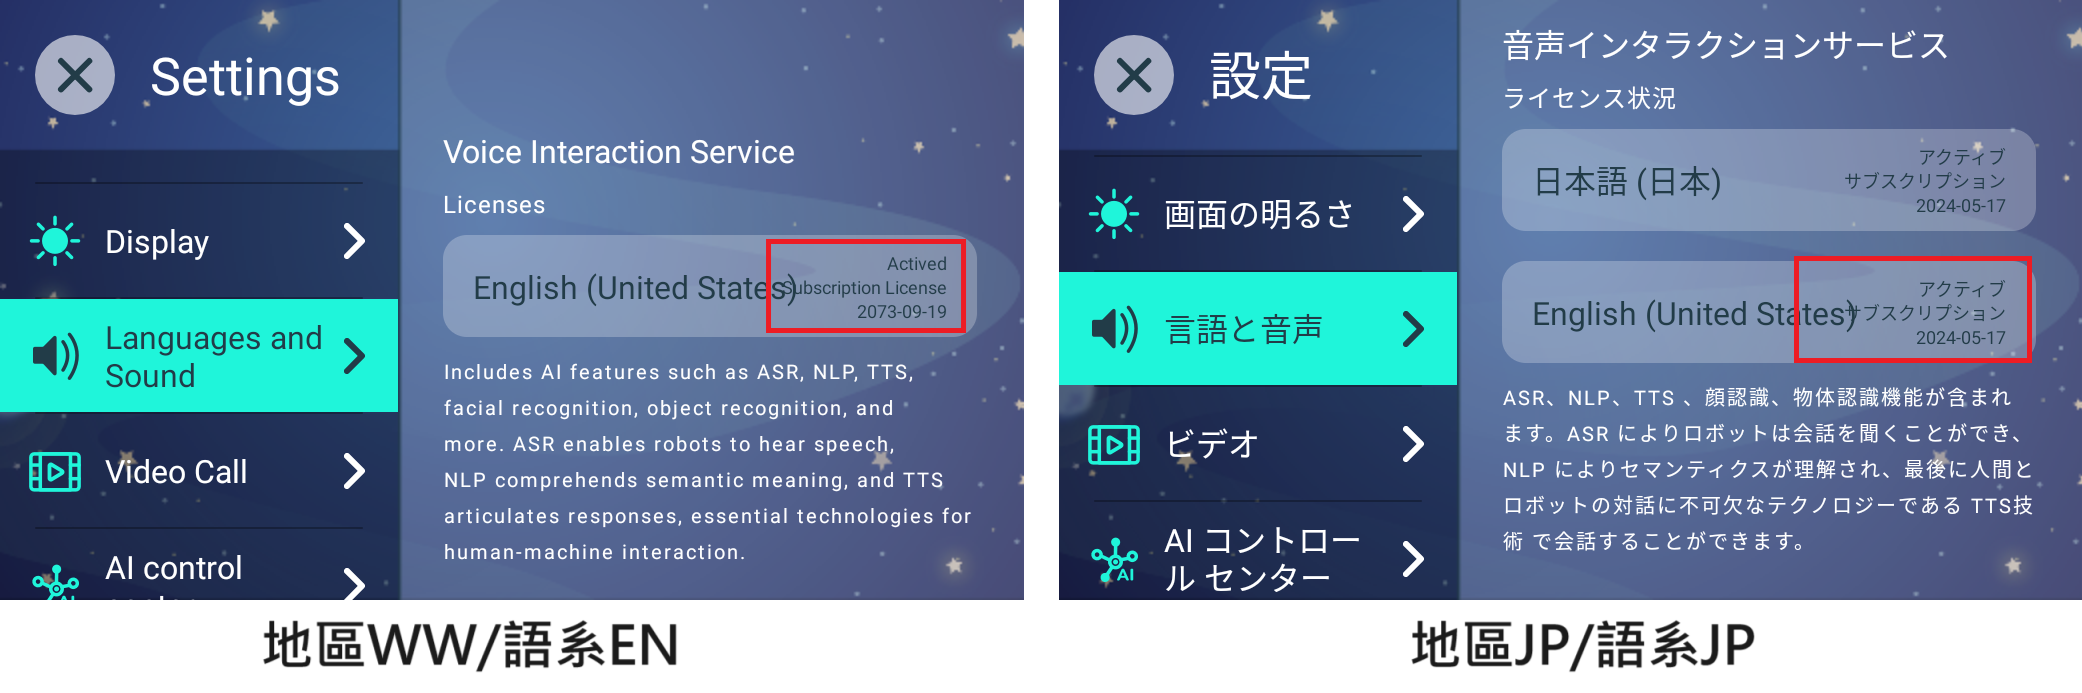 Settings
Display
Languages and
Sound
Video Call
AI control
Voice Interaction Service
Licenses
English (United States)
Actived
Subscription License
2073-09-19
Includes AI features such as ASR, NLP, TTS,
facial recognition, object recognition, and
more. ASR enables robots to hear speech,
NLP comprehends semantic meaning, and TTS
articulates responses, essential technologies for
human-machine interaction.
地區WW/語系EN
設定
画面の明るさ
言語と音声
ビデオ
AI コントロー
ル センター
AI
音声インタラクションサービス
ライセンス状況
日本語 (日本)
アクティブ
サブスクリプション
2024-05-17
English (United States)
アクティブ
サブスクリプション
2024-05-17
ASR、NLP、TTS 、顔認識、物体認識機能が含まれ
ます。ASR によりロボットは会話を聞くことができ、
NLP によりセマンティクスが理解され、最後に人間と
ロボットの対話に不可欠なテクノロジーである TTS技
術 で会話することができます。
地區JP/語系JP